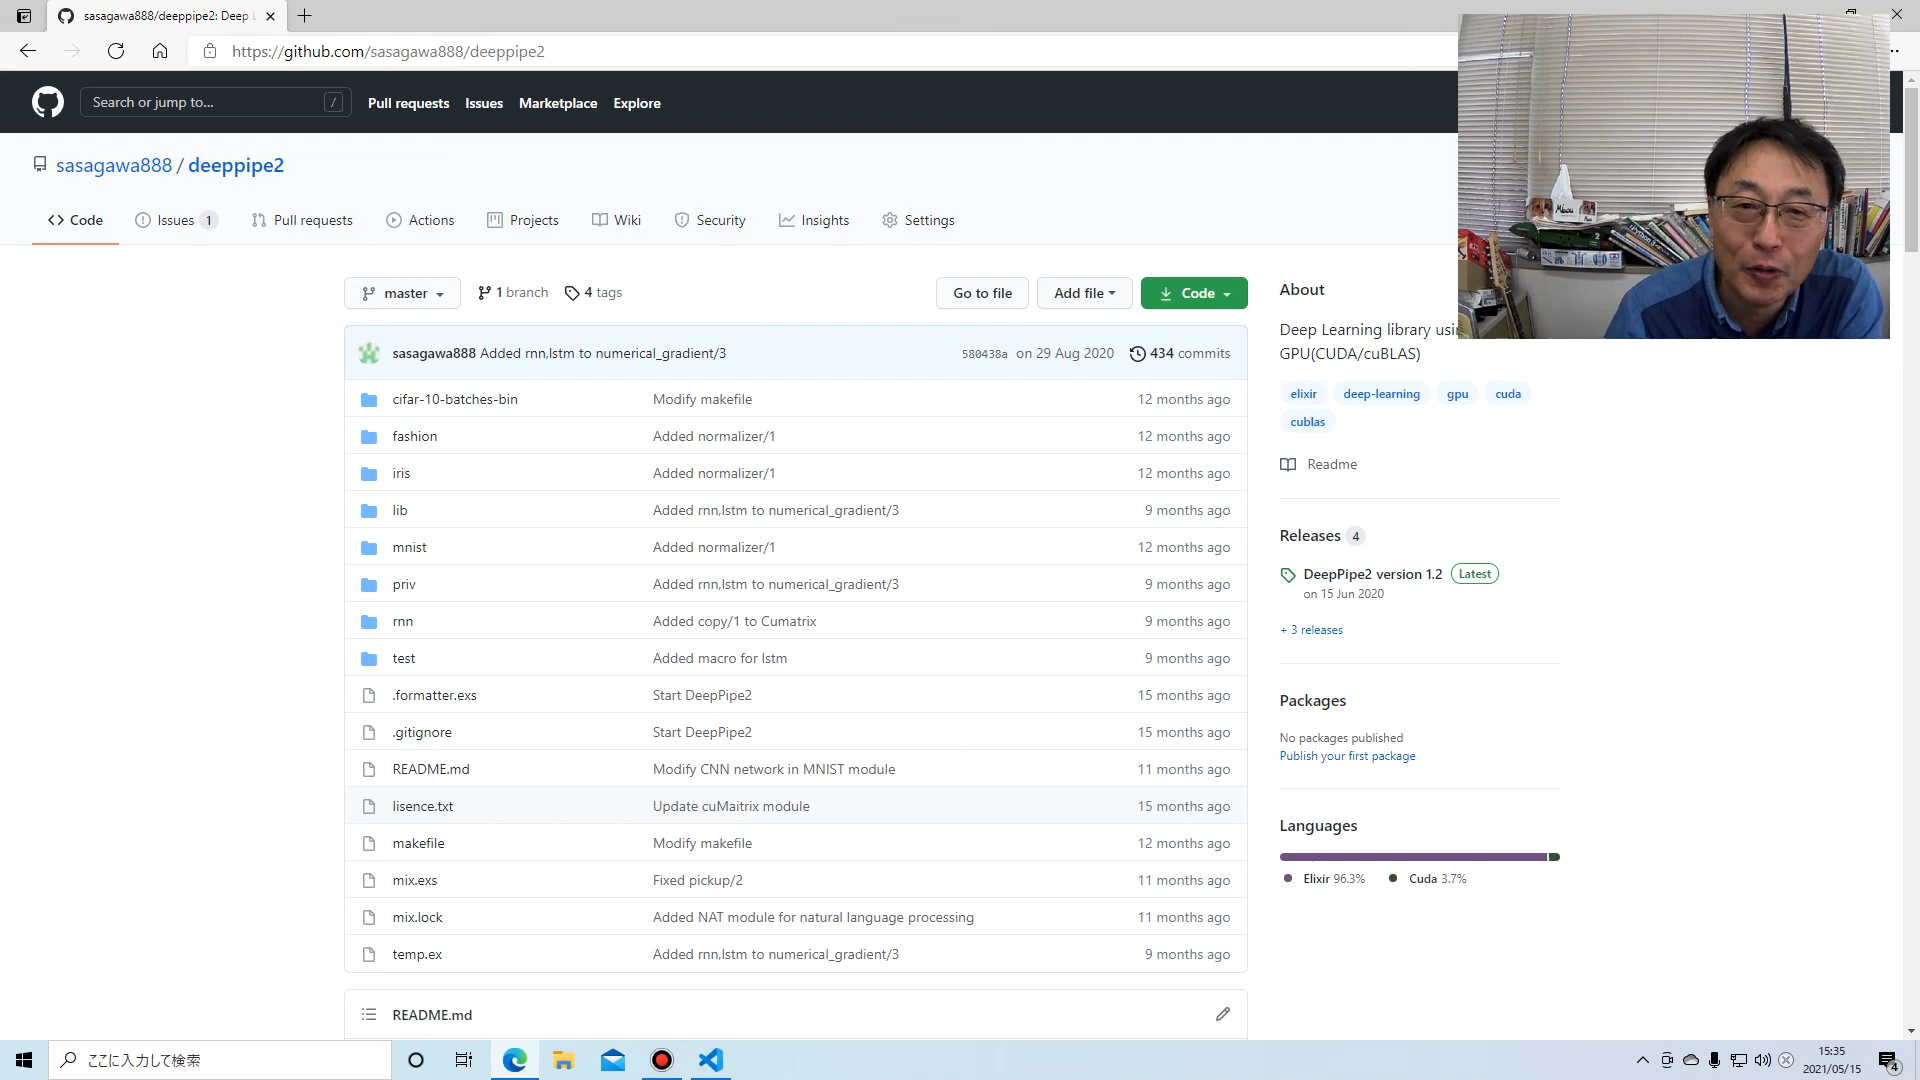 sasagawa888/deeppipe2: Deep L
https://github.com/sasagawa888/deeppipe2
Search or jump to... /
Pull requests Issues Marketplace Explore
sasagawa888 / deeppipe2
Code Issues 1 Pull requests Actions Projects Wiki Security Insights Settings
master 1 branch 4 tags Go to file Add file Code
sasagawa888 Added rnn,lstm to numerical_gradient/3 580438a on 29 Aug 2020 434 commits
cifar-10-batches-bin Modify makefile 12 months ago
fashion Added normalizer/1 12 months ago
iris Added normalizer/1 12 months ago
lib Added rnn,lstm to numerical_gradient/3 9 months ago
mnist Added normalizer/1 12 months ago
priv Added rnn,lstm to numerical_gradient/3 9 months ago
rnn Added copy/1 to Cumatrix 9 months ago
test Added macro for lstm 9 months ago
.formatter.exs Start DeepPipe2 15 months ago
.gitignore Start DeepPipe2 15 months ago
README.md Modify CNN network in MNIST module 11 months ago
lisence.txt Update cuMaitrix module 15 months ago
makefile Modify makefile 12 months ago
mix.exs Fixed pickup/2 11 months ago
mix.lock Added NAT module for natural language processing 11 months ago
temp.ex Added rnn,lstm to numerical_gradient/3 9 months ago
README.md
About
Deep Learning library usin
GPU(CUDA/cuBLAS)
elixir deep-learning gpu cuda
cublas
Readme
Releases 4
DeepPipe2 version 1.2 Latest
on 15 Jun 2020
+ 3 releases
Packages
No packages published
Publish your first package
Languages
Elixir 96.3% Cuda 3.7%
ここに入力して検索
15:35
2021/05/15
4